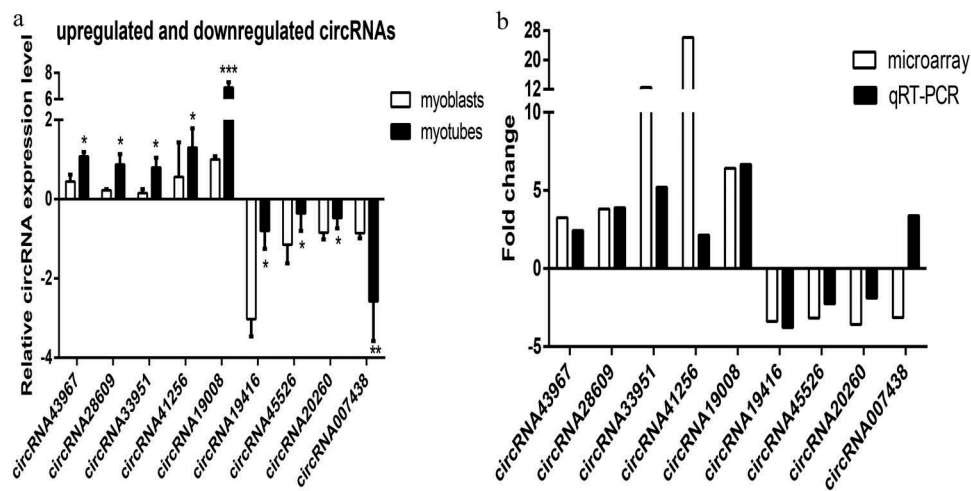 a
upregulated and downregulated circRNAs
Relative circRNA expression level
8
6
2
0
-2
-4
*
*
*
*
***
*
*
*
**
myoblasts
myotubes
circRNA43967
circRNA28609
circRNA33951
circRNA41256
circRNA19008
circRNA19416
circRNA45526
circRNA20260
circRNA007438
b
Fold change
28
20
12
10
5
0
-5
microarray
qRT-PCR
circRNA43967
circRNA28609
circRNA33951
circRNA41256
circRNA19008
circRNA19416
circRNA45526
circRNA20260
circRNA007438